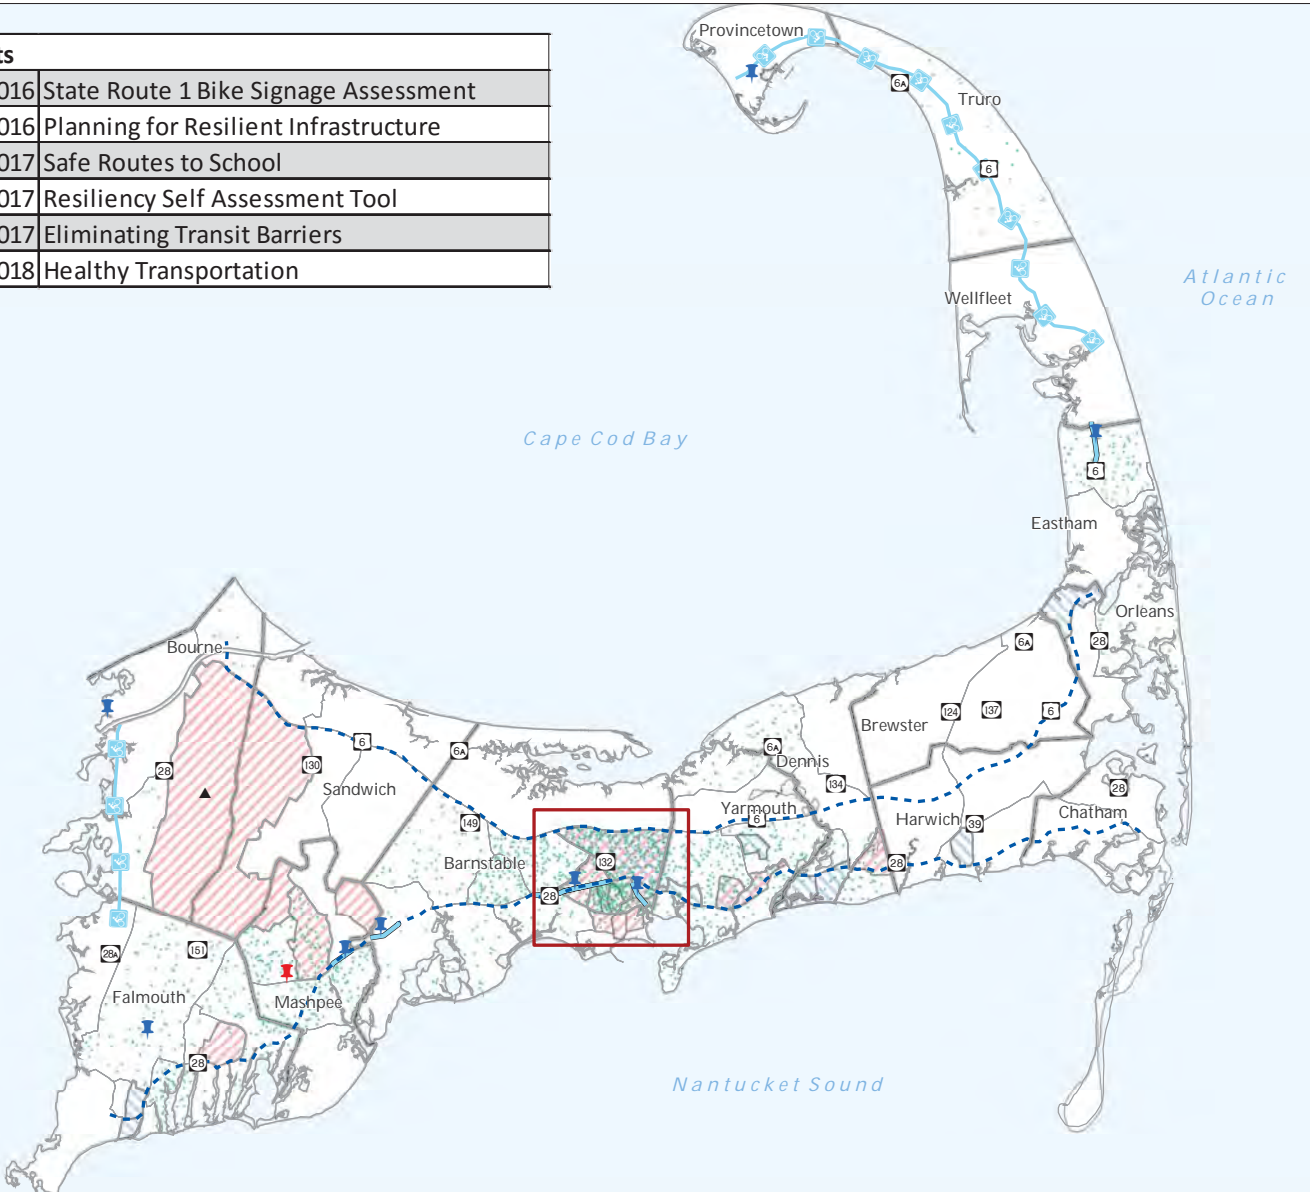 ts
016 State Route 1 Bike Signage Assessment
016 Planning for Resilient Infrastructure
017 Safe Routes to School
017 Resiliency Self Assessment Tool
017 Eliminating Transit Barriers
018 Healthy Transportation
Provincetown
6A
Truro
6
Atlantic
Ocean
Wellfleet
Cape Cod Bay
6
Eastham
Orleans
Bourne
6A
28
Brewster
124
137
6
6
6A
6A
Dennis
28
130
Sandwich
134
28
Yarmouth
6
Harwich
39
Chatham
149
Barnstable
132
28
28
28A
151
Falmouth
Mashpee
28
Nantucket Sound